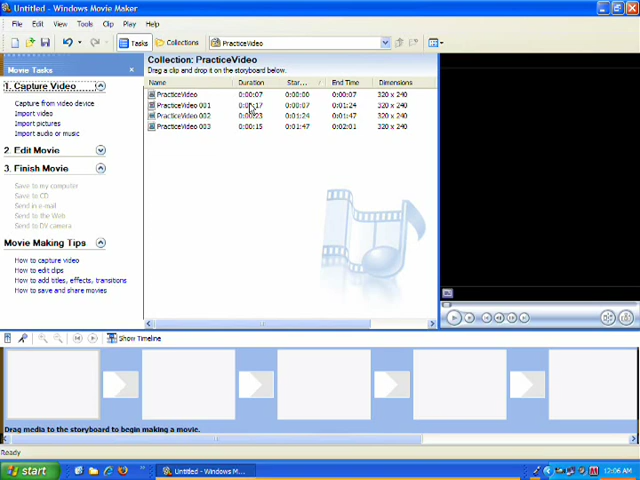 Untitled - Windows Movie Maker
File Edit View Tools Clip Play Help
Tasks Collections PracticeVideo
Movie Tasks
1. Capture Video
Capture from video device
Import video
Import pictures
Import audio or music
2. Edit Movie
3. Finish Movie
Save to my computer
Save to CD
Send in e-mail
Send to the Web
Send to DV camera
Movie Making Tips
How to capture video
How to edit clips
How to add titles, effects, transitions
How to save and share movies
Collection: PracticeVideo
Drag a clip and drop it on the storyboard below.
Name Duration Star... End Time Dimensions
PracticeVideo 0:00:07 0:00:00 0:00:07 320 x 240
PracticeVideo 001 0:00:07 0:01:24 320 x 240
PracticeVideo 002 0:00:23 0:01:24 0:01:47 320 x 240
PracticeVideo 003 0:00:15 0:01:47 0:02:01 320 x 240
Show Timeline
Drag media to the storyboard to begin making a movie.
Ready
start Untitled - Windows M... 12:06 AM